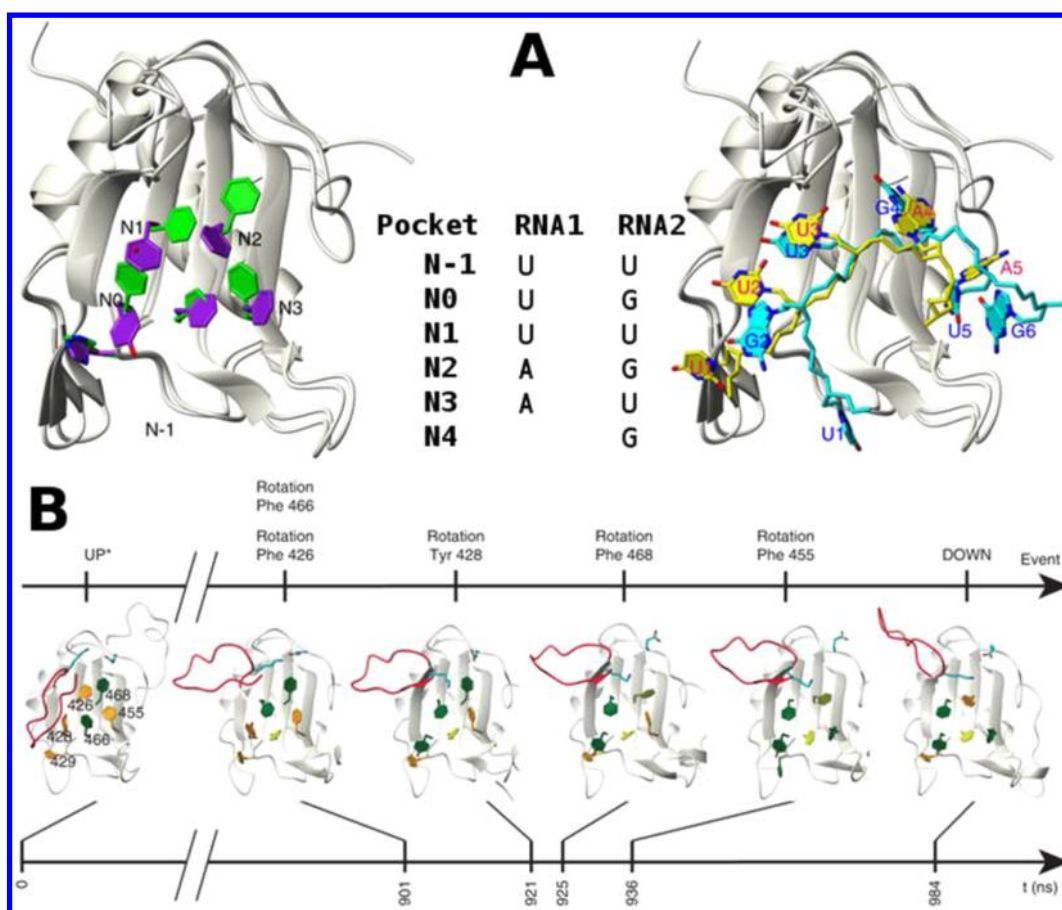 A
N1
N2
N0
N3
N-1
Pocket RNA1 RNA2
N-1 U U
N0 U G
N1 U U
N2 A G
N3 A U
N4 G
G4
A4
U3
U3
A5
U2
G2
U5
G6
U1
U1
B
Rotation
Phe 466
UP*
Rotation
Phe 426
Rotation
Tyr 428
Rotation
Phe 468
Rotation
Phe 455
DOWN
Event
468
426
455
428
466
429
0
901
921
925
936
984
t (ns)